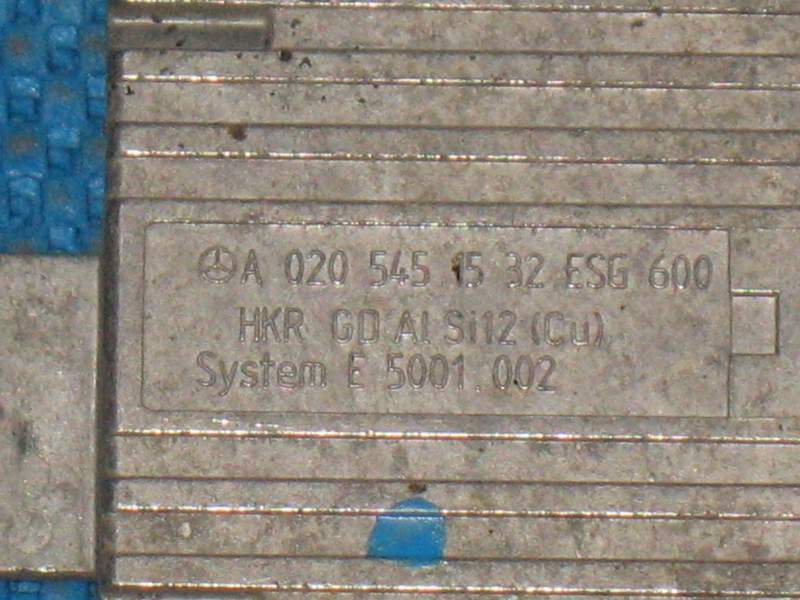 A 020 545 15 32 ESG 600
HKR GD Al Si12 (Cu)
System E 5001.002